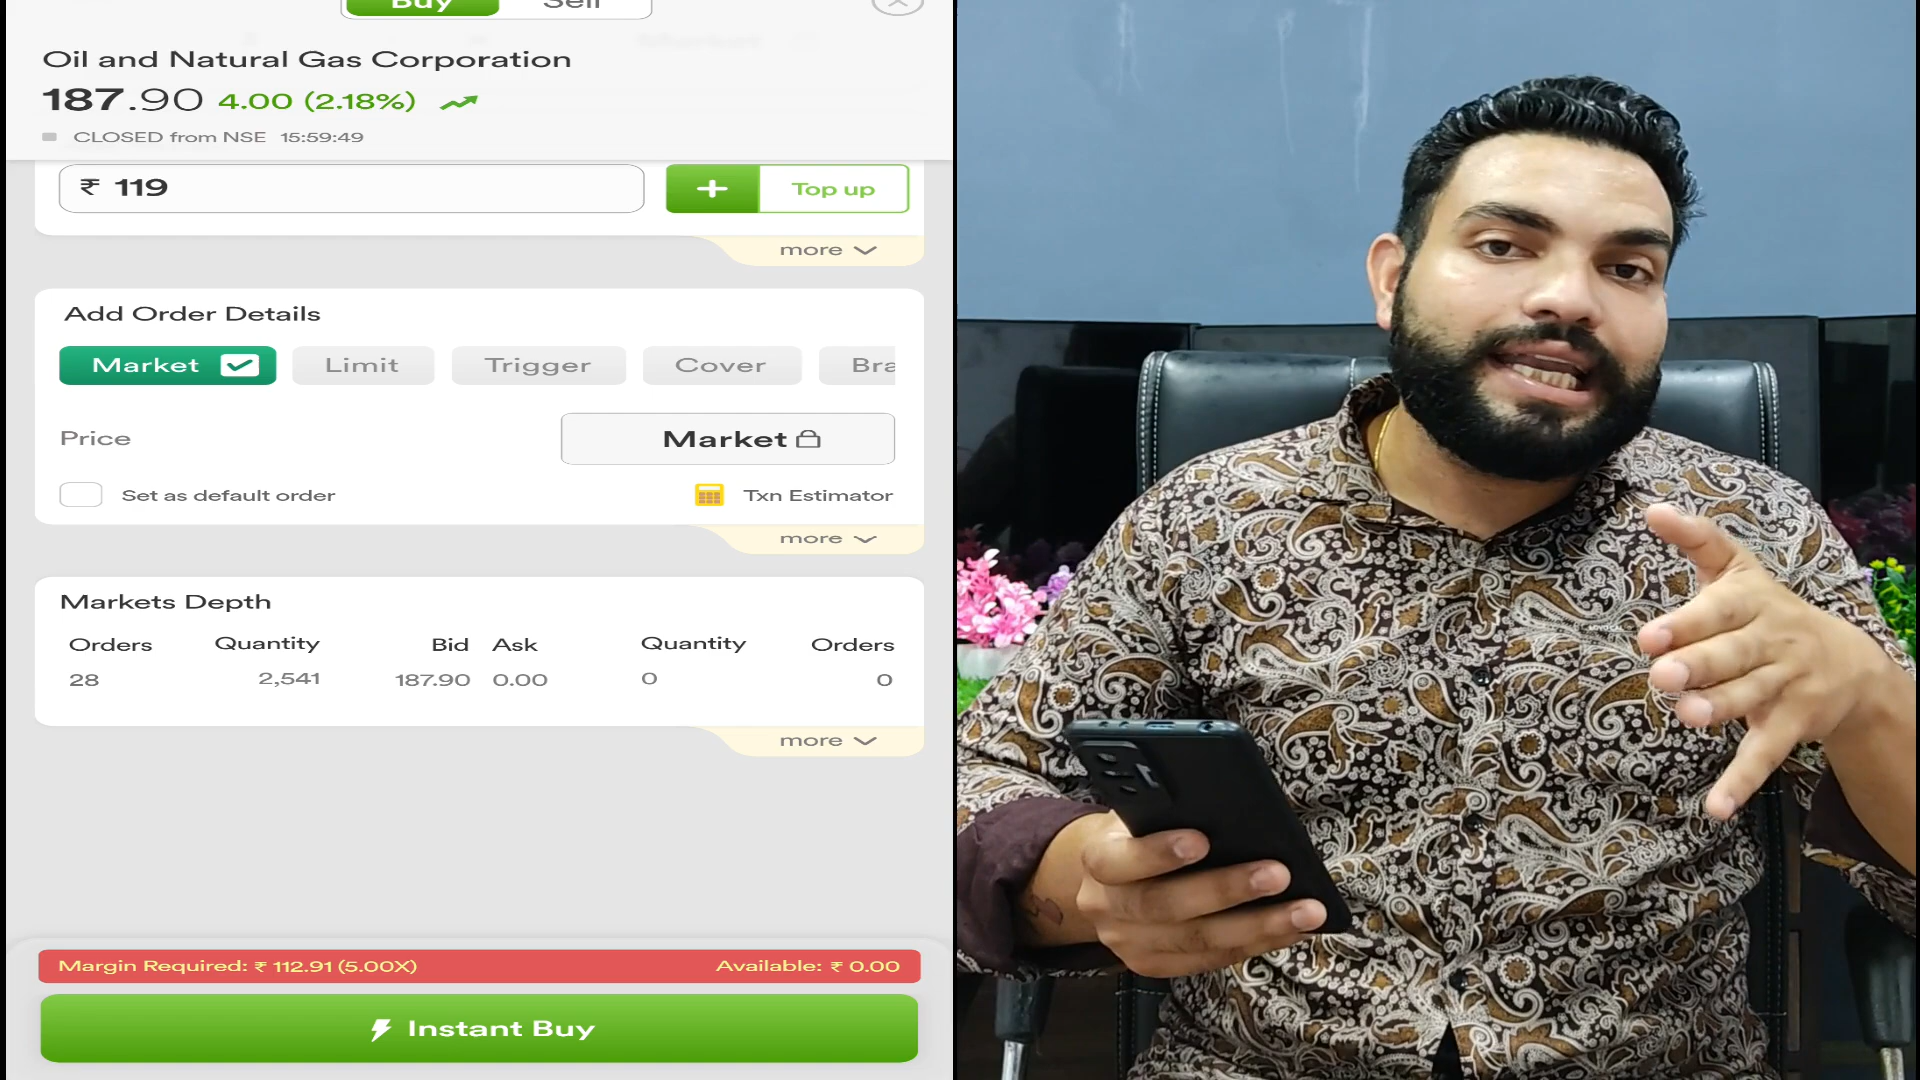 Buy Sell
Oil and Natural Gas Corporation
187.90 4.00 (2.18%)
CLOSED from NSE 15:59:49
₹ 119 + Top up
more
Add Order Details
Market Limit Trigger Cover Bra
Price Market
Set as default order Txn Estimator
more
Markets Depth
Orders Quantity Bid Ask Quantity Orders
28 2,541 187.90 0.00 0 0
more
Margin Required: ₹ 112.91 (5.00X) Available: ₹ 0.00
Instant Buy